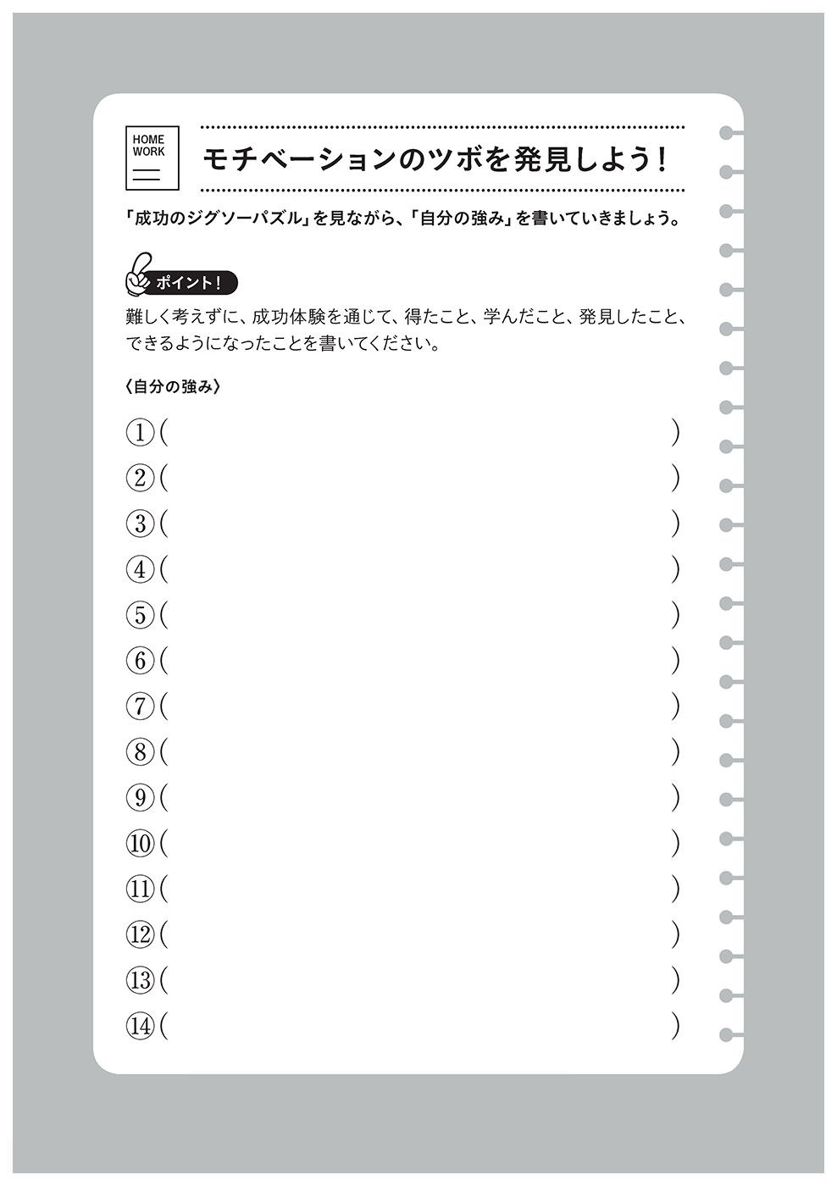 HOME
WORK
モチベーションのツボを発見しよう!
「成功のジグソーパズル」を見ながら、「自分の強み」を書いていきましょう。
ポイント!
難しく考えずに、成功体験を通じて、得たこと、学んだこと、発見したこと、
できるようになったことを書いてください。
〈自分の強み〉
①( )
②( )
③( )
④( )
⑤( )
⑥( )
⑦( )
⑧( )
⑨( )
⑩( )
⑪( )
⑫( )
⑬( )
⑭( )